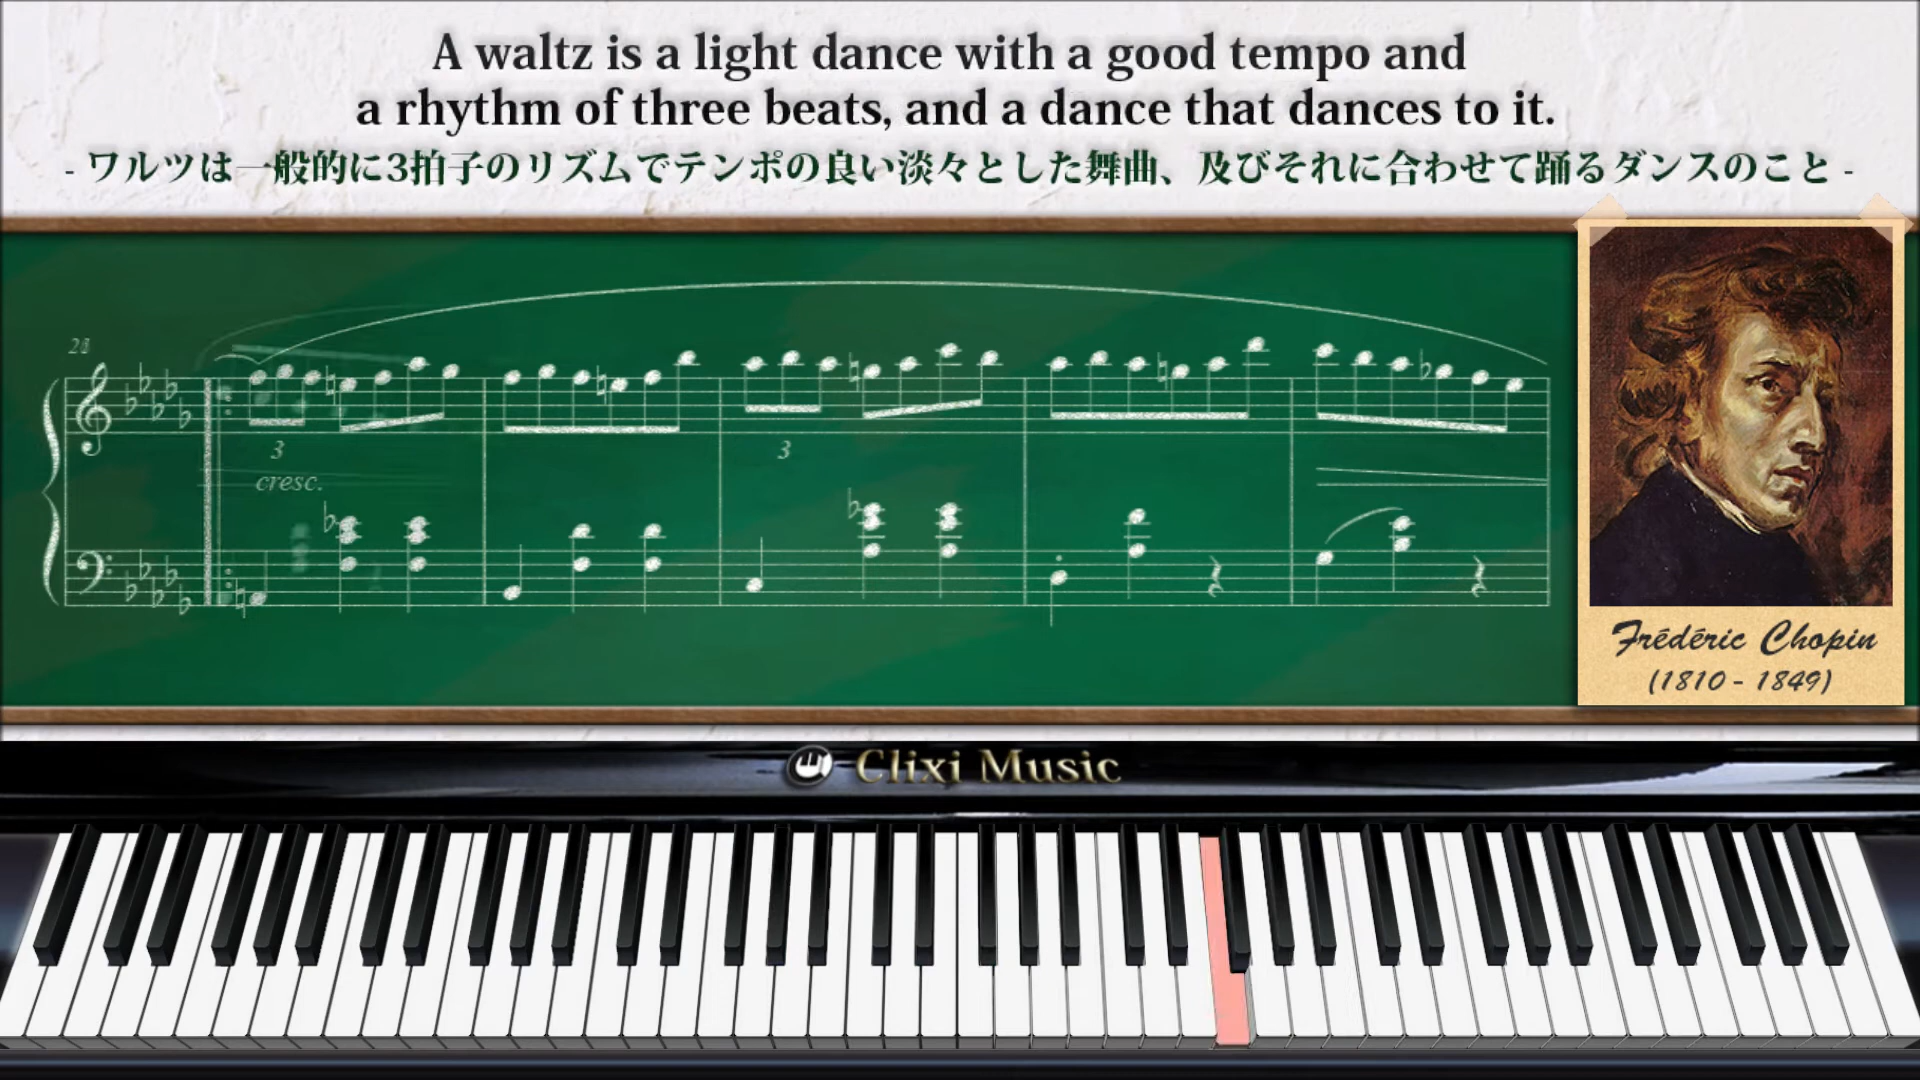 A waltz is a light dance with a good tempo and
a rhythm of three beats, and a dance that dances to it.
- ワルツは一般的に3拍子のリズムでテンポの良い淡々とした舞曲、及びそれに合わせて踊るダンスのこと -
3
3
cresc.
Frédéric Chopin
(1810 - 1849)
Clixi Music